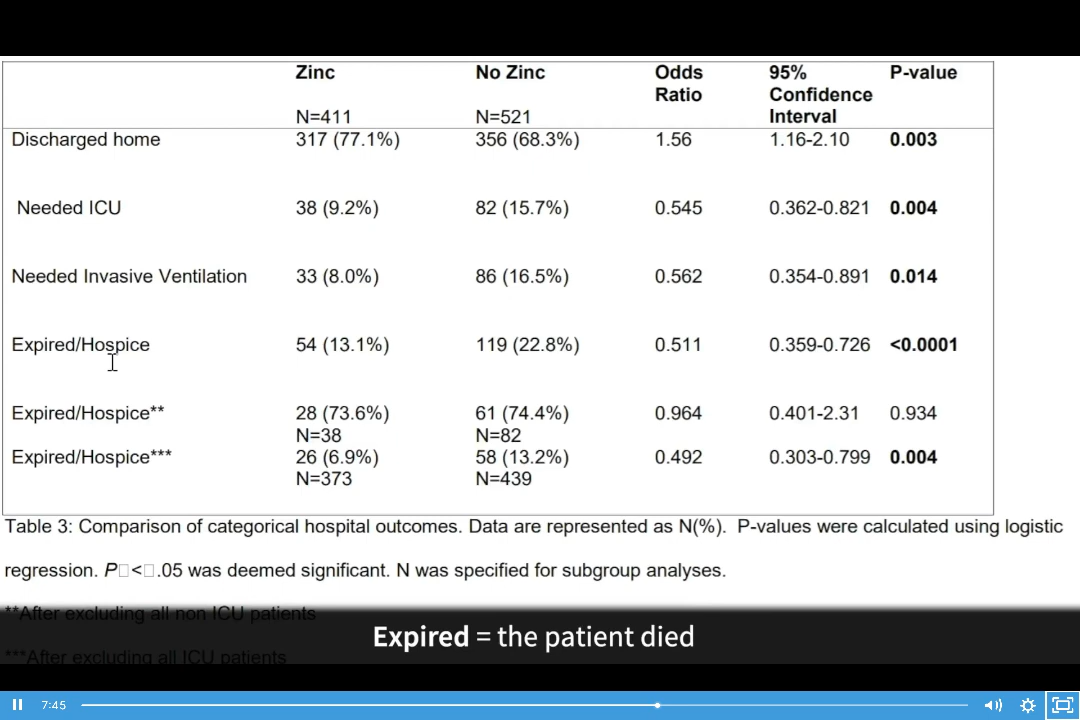 Zinc No Zinc Odds Ratio 95% Confidence Interval P-value
N=411 N=521
Discharged home 317 (77.1%) 356 (68.3%) 1.56 1.16-2.10 0.003
Needed ICU 38 (9.2%) 82 (15.7%) 0.545 0.362-0.821 0.004
Needed Invasive Ventilation 33 (8.0%) 86 (16.5%) 0.562 0.354-0.891 0.014
Expired/Hospice 54 (13.1%) 119 (22.8%) 0.511 0.359-0.726 <0.0001
Expired/Hospice** 28 (73.6%) 61 (74.4%) 0.964 0.401-2.31 0.934
N=38 N=82
Expired/Hospice*** 26 (6.9%) 58 (13.2%) 0.492 0.303-0.799 0.004
N=373 N=439
Table 3: Comparison of categorical hospital outcomes. Data are represented as N(%). P-values were calculated using logistic
regression. P□<□.05 was deemed significant. N was specified for subgroup analyses.
**After excluding all non ICU patients
Expired = the patient died
***After excluding all ICU patients
7:45